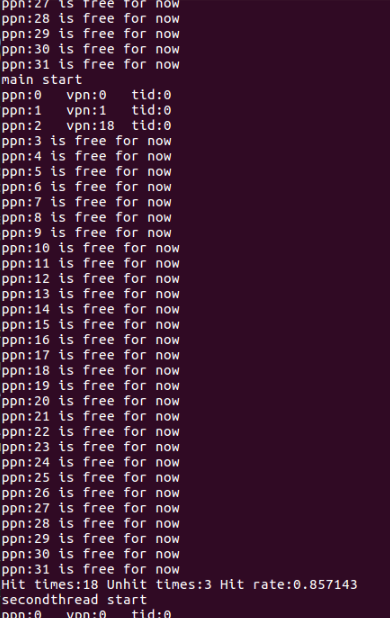 ppn:27 is free for now
ppn:28 is free for now
ppn:29 is free for now
ppn:30 is free for now
ppn:31 is free for now
main start
ppn:0 vpn:0 tid:0
ppn:1 vpn:1 tid:0
ppn:2 vpn:18 tid:0
ppn:3 is free for now
ppn:4 is free for now
ppn:5 is free for now
ppn:6 is free for now
ppn:7 is free for now
ppn:8 is free for now
ppn:9 is free for now
ppn:10 is free for now
ppn:11 is free for now
ppn:12 is free for now
ppn:13 is free for now
ppn:14 is free for now
ppn:15 is free for now
ppn:16 is free for now
ppn:17 is free for now
ppn:18 is free for now
ppn:19 is free for now
ppn:20 is free for now
ppn:21 is free for now
ppn:22 is free for now
ppn:23 is free for now
ppn:24 is free for now
ppn:25 is free for now
ppn:26 is free for now
ppn:27 is free for now
ppn:28 is free for now
ppn:29 is free for now
ppn:30 is free for now
ppn:31 is free for now
Hit times:18 Unhit times:3 Hit rate:0.857143
secondthread start
ppn:0 vpn:0 tid:0